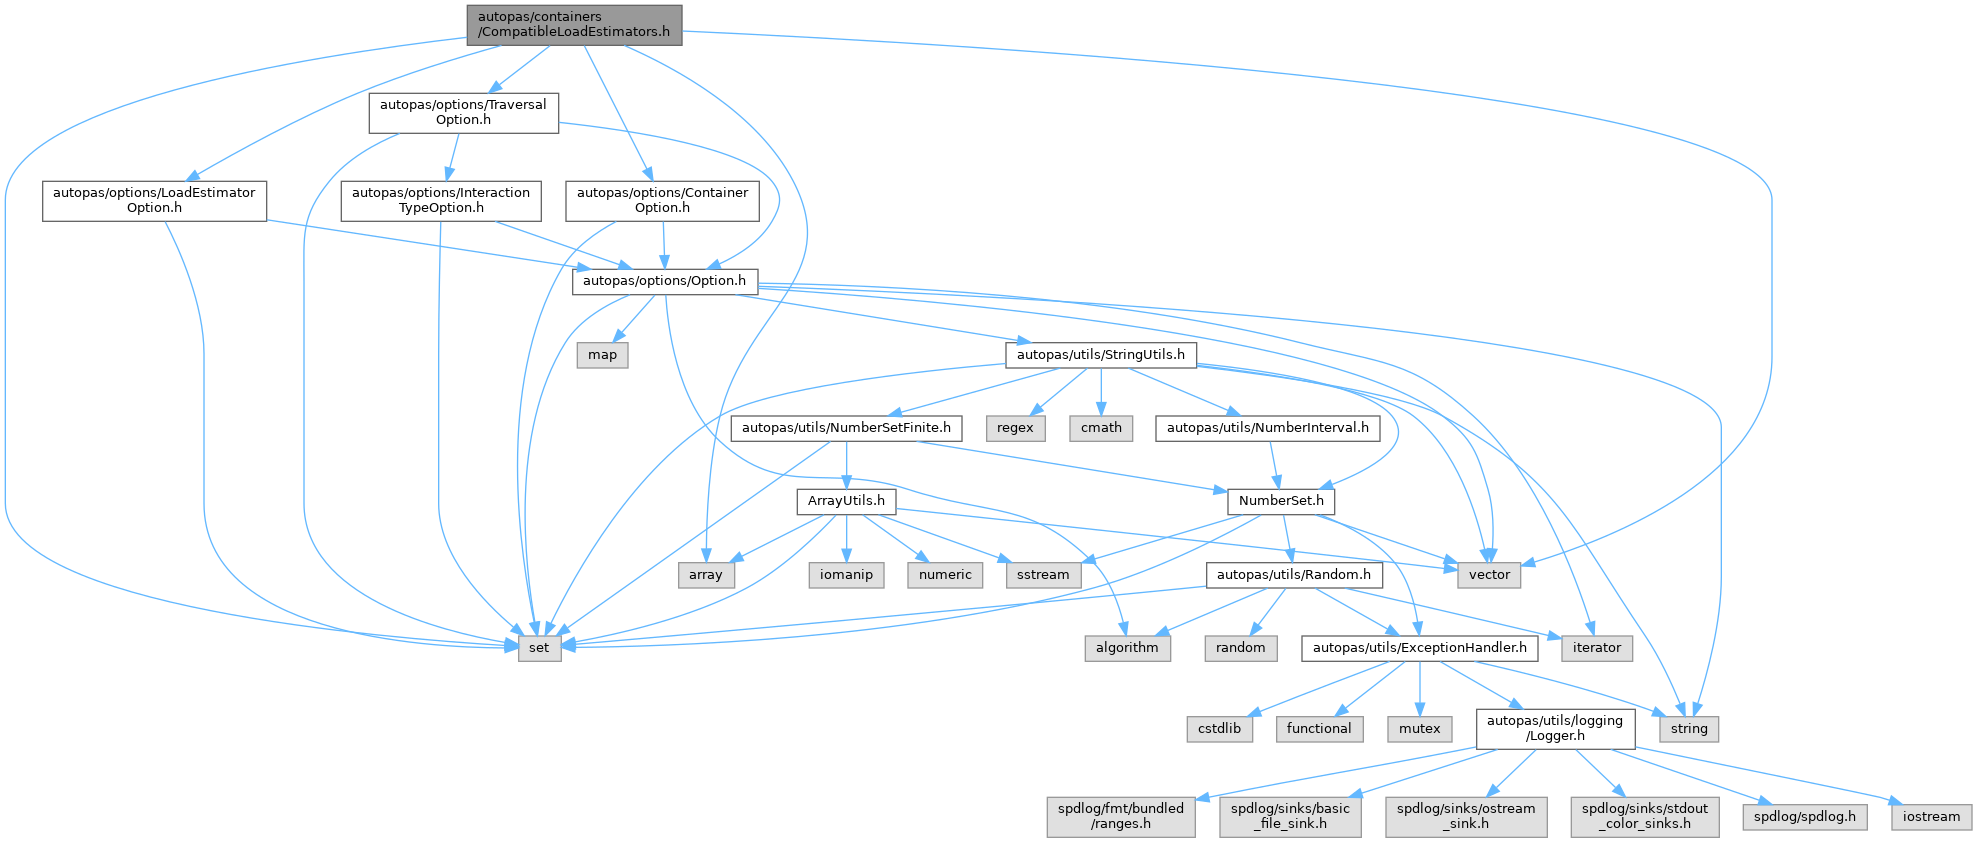 autopas/containers
/CompatibleLoadEstimators.h
autopas/options/Traversal
Option.h
autopas/options/LoadEstimator
Option.h
autopas/options/Interaction
TypeOption.h
autopas/options/Container
Option.h
autopas/options/Option.h
map
autopas/utils/StringUtils.h
autopas/utils/NumberSetFinite.h
regex
cmath
autopas/utils/NumberInterval.h
ArrayUtils.h
NumberSet.h
array
iomanip
numeric
sstream
autopas/utils/Random.h
vector
set
algorithm
random
autopas/utils/ExceptionHandler.h
iterator
cstdlib
functional
mutex
autopas/utils/logging
/Logger.h
string
spdlog/fmt/bundled
/ranges.h
spdlog/sinks/basic
_file_sink.h
spdlog/sinks/ostream
_sink.h
spdlog/sinks/stdout
_color_sinks.h
spdlog/spdlog.h
iostream